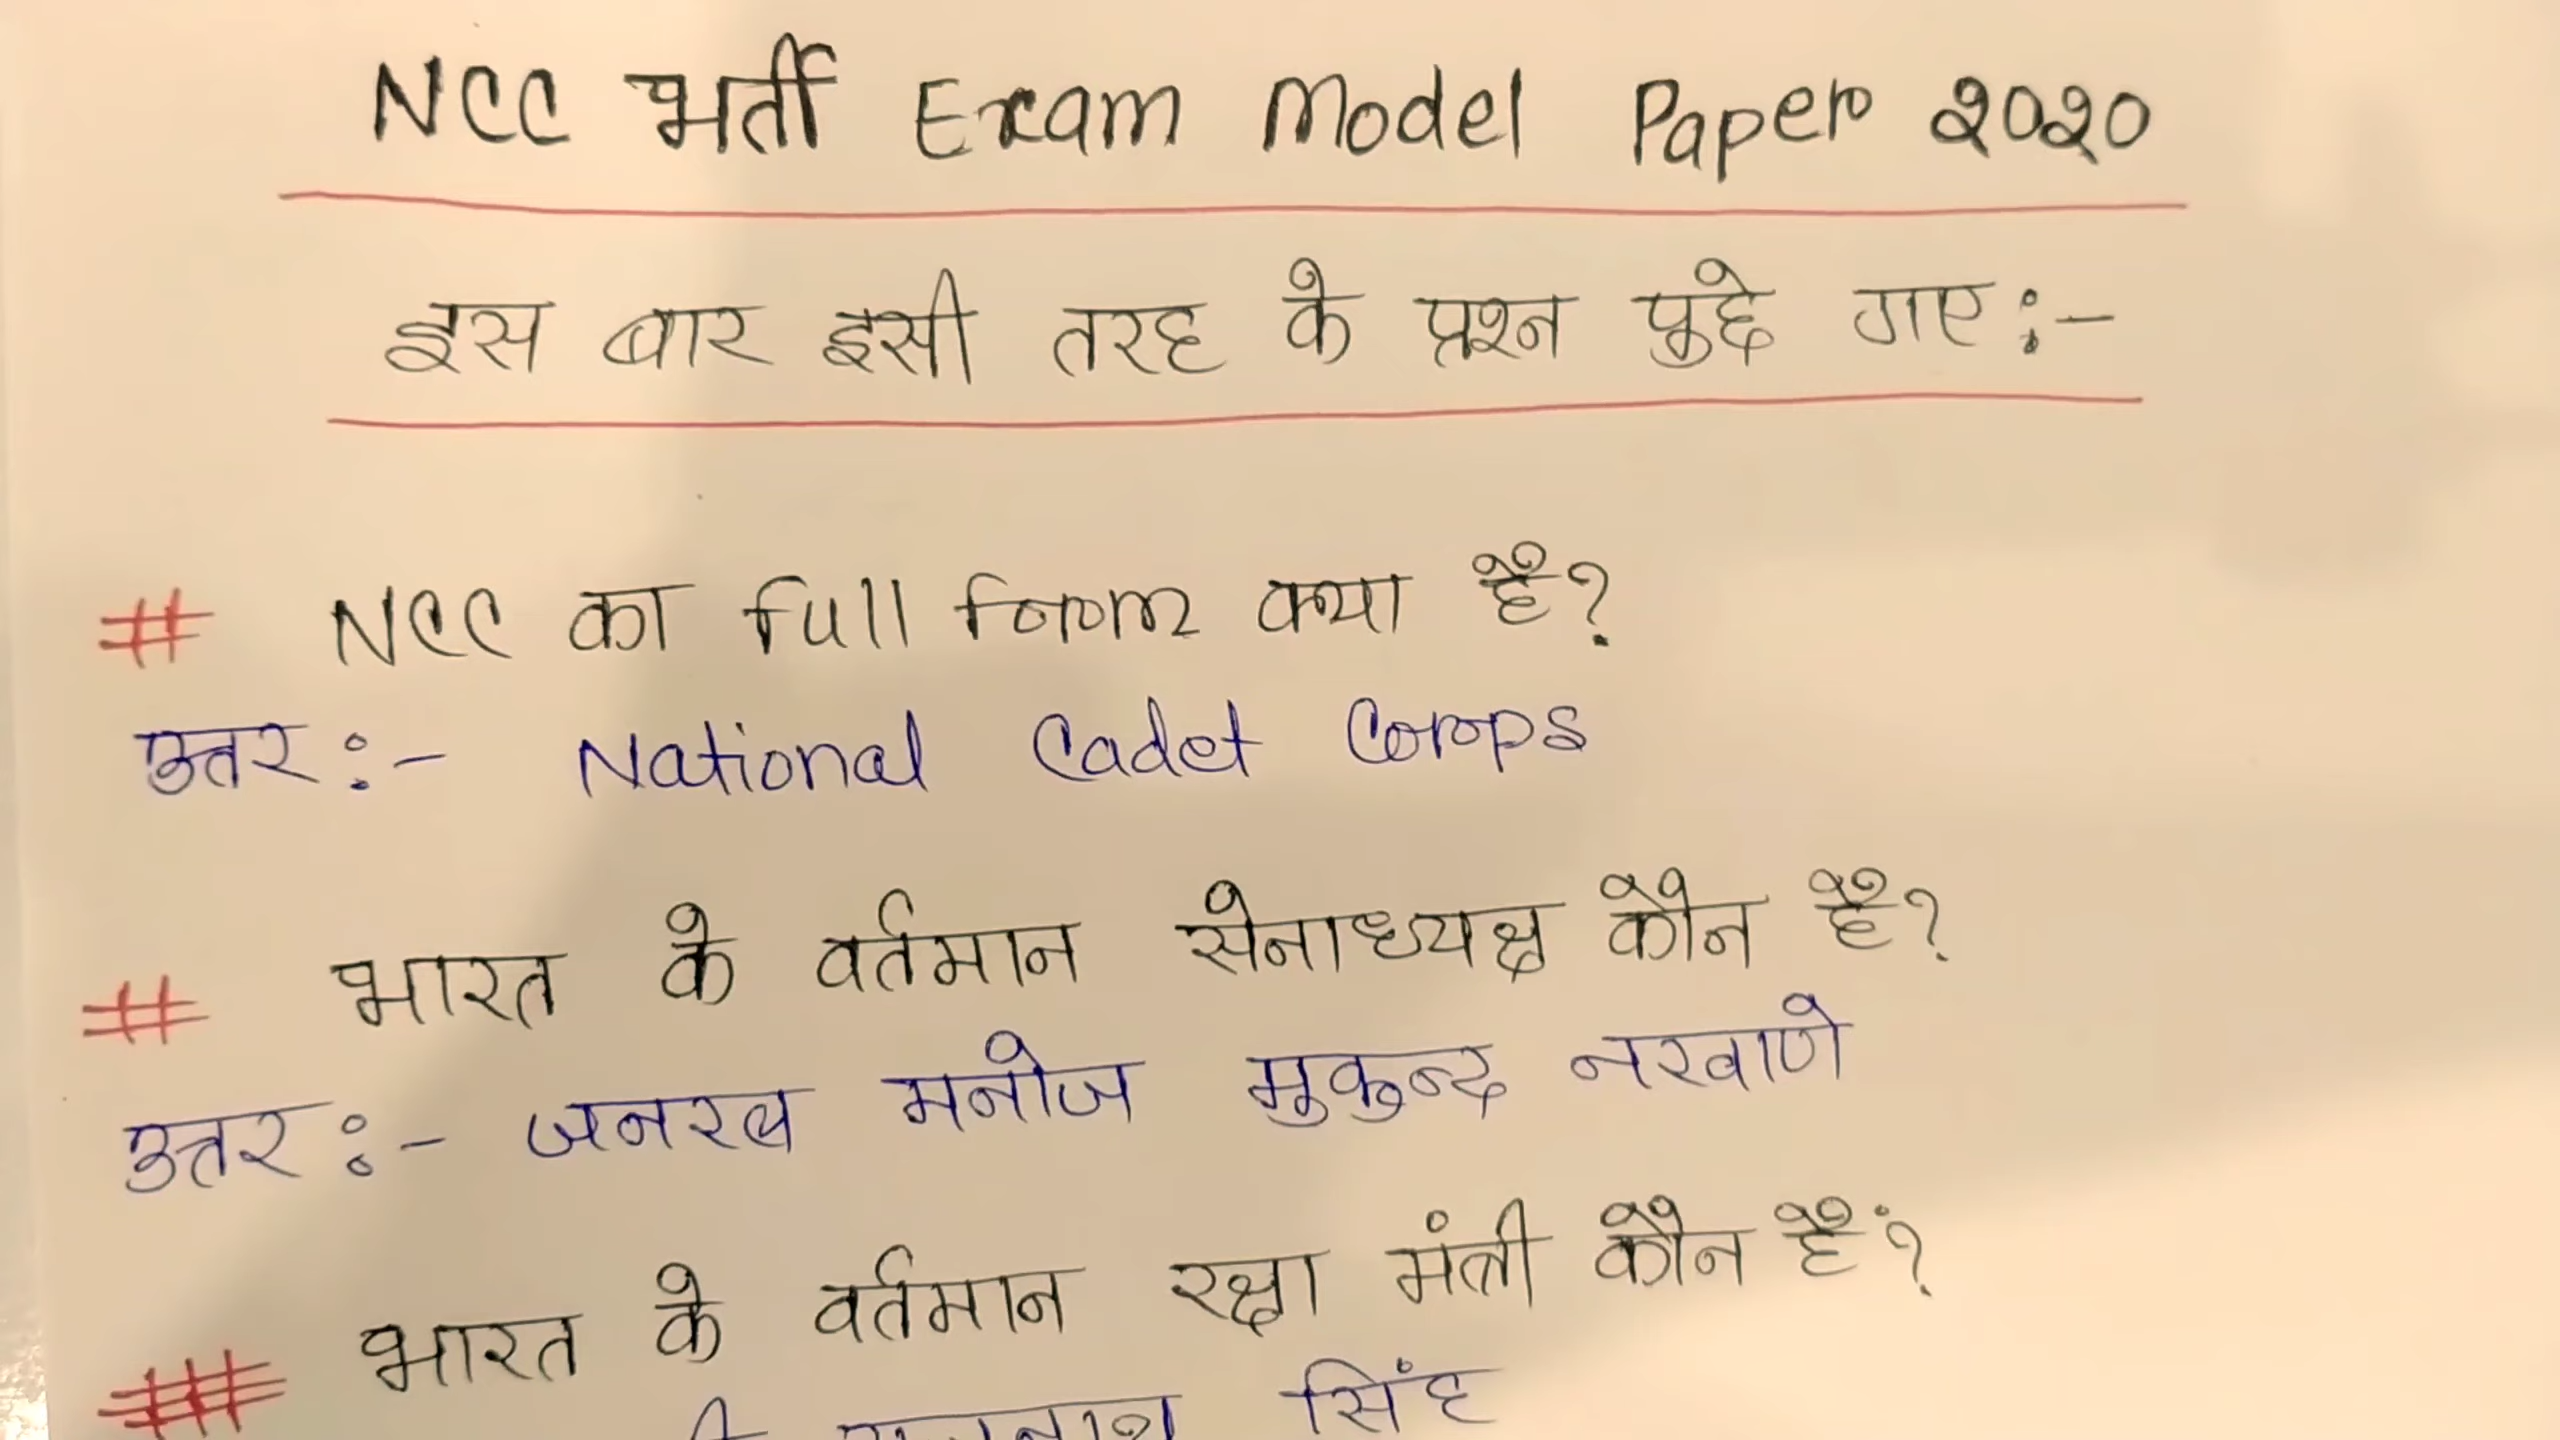 NCC भर्ती Exam Model Paper 2020
इस बार इसी तरह के प्रश्न पुछे गए:-
# NCC का full form क्या है?
उत्तर:- National Cadet Corps
# भारत के वर्तमान सेनाध्यक्ष कौन है?
उत्तर:- जनरल मनोज मुकुन्द नरवाणे
# भारत के वर्तमान रक्षा मंत्री कौन हैं?
सिंह